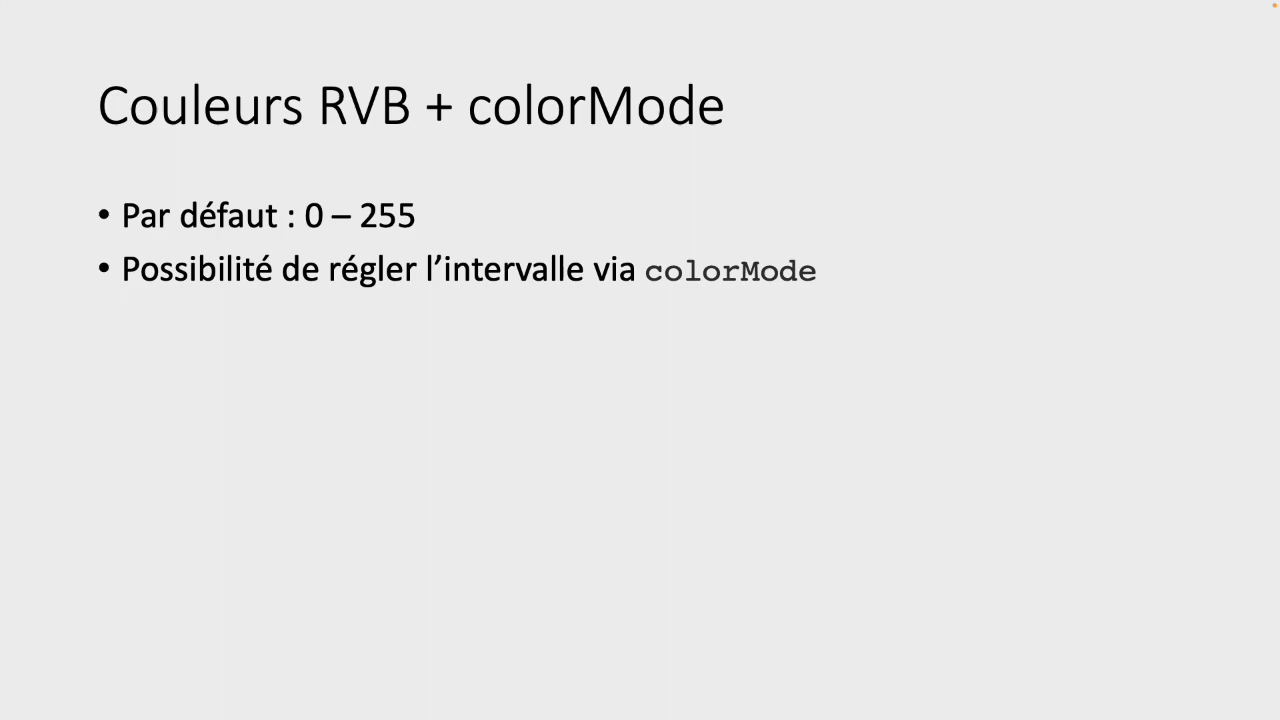 Couleurs RVB + colorMode
• Par défaut : 0 – 255
• Possibilité de régler l’intervalle via colorMode